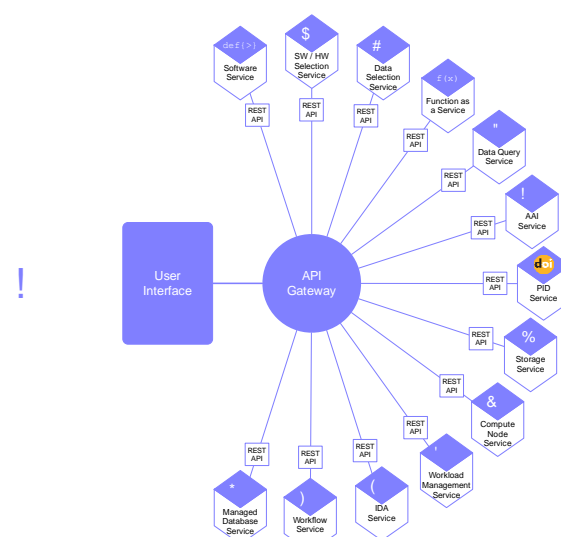 def(>)
Software
Service
$
SW / HW
Selection
Service
#
Data
Selection
Service
f(x)
Function as
a Service
"
Data Query
Service
!
AAI
Service
doi
PID
Service
%
Storage
Service
&
Compute
Node
Service
'
Workload
Management
Service
(
IDA
Service
)
Workflow
Service
*
Managed
Database
Service
REST
API
REST
API
REST
API
REST
API
REST
API
REST
API
REST
API
REST
API
REST
API
REST
API
REST
API
REST
API
REST
API
!
User
Interface
API
Gateway